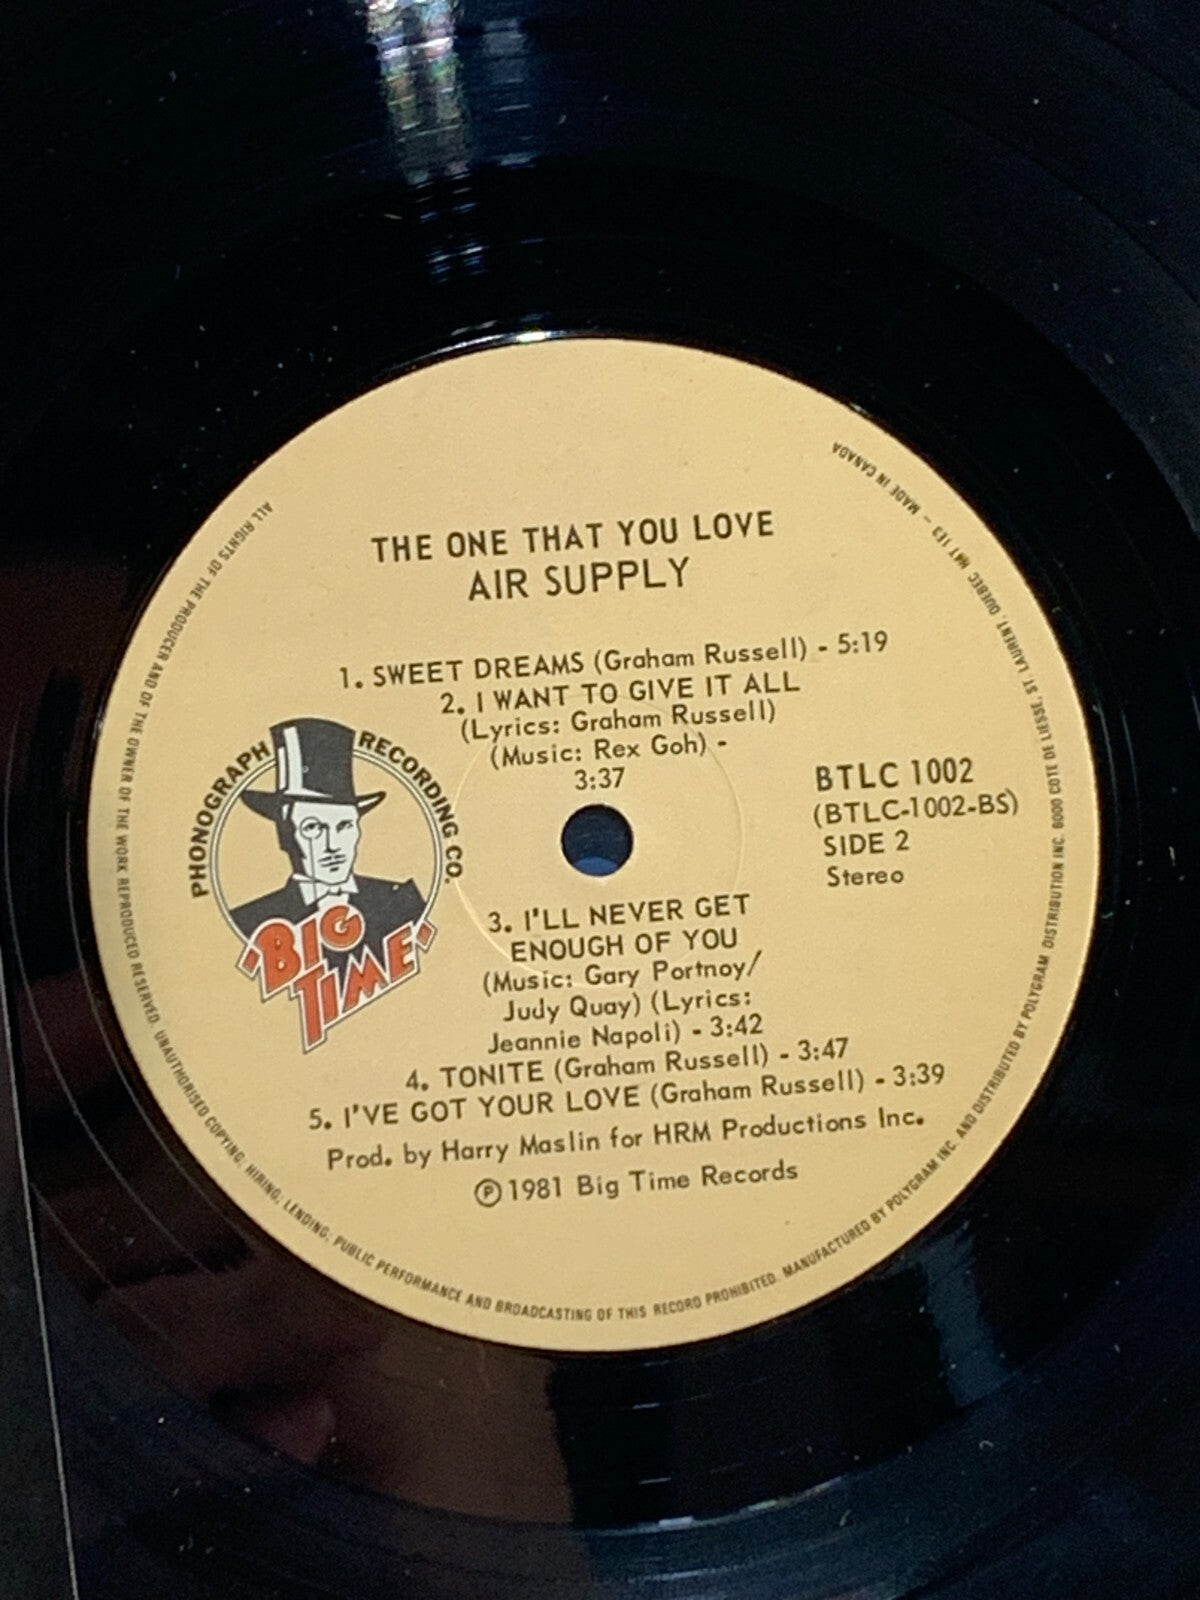 THE ONE THAT YOU LOVE
AIR SUPPLY
1. SWEET DREAMS (Graham Russell) - 5:19
2. I WANT TO GIVE IT ALL
(Lyrics: Graham Russell)
(Music: Rex Goh) -
3:37
PHONOGRAPH RECORDING CO.
'BIG
TIME'
BTLC 1002
(BTLC-1002-BS)
SIDE 2
Stereo
3. I'LL NEVER GET
ENOUGH OF YOU
(Music: Gary Portnoy/
Judy Quay) (Lyrics:
Jeannie Napoli) - 3:42
4. TONITE (Graham Russell) - 3:47
5. I'VE GOT YOUR LOVE (Graham Russell) - 3:39
Prod. by Harry Maslin for HRM Productions Inc.
Ⓟ 1981 Big Time Records
ALL RIGHTS OF THE PRODUCER AND OF THE OWNER OF THE WORK REPRODUCED RESERVED. UNAUTHORISED COPYING, HIRING, LENDING, PUBLIC PERFORMANCE AND BROADCASTING OF THIS RECORD PROHIBITED. MANUFACTURED BY POLYGRAM INC. AND DISTRIBUTED BY POLYGRAM DISTRIBUTION INC. 6000 COTE DE LIESSE, ST. LAURENT, QUEBEC H4T 1E3 – MADE IN CANADA